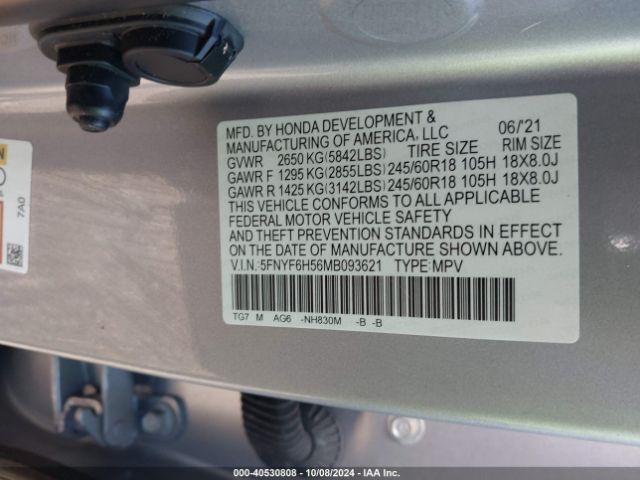 MFD. BY HONDA DEVELOPMENT &
MANUFACTURING OF AMERICA, LLC 06/'21
GVWR 2650 KG(5842LBS) TIRE SIZE RIM SIZE
GAWR F 1295 KG(2855LBS) 245/60R18 105H 18X8.0J
GAWR R 1425 KG(3142LBS) 245/60R18 105H 18X8.0J
THIS VEHICLE CONFORMS TO ALL APPLICABLE
FEDERAL MOTOR VEHICLE SAFETY
AND THEFT PREVENTION STANDARDS IN EFFECT
ON THE DATE OF MANUFACTURE SHOWN ABOVE.
V.I.N.:5FNYF6H56MB093621 TYPE:MPV
TG7 M AG6 -NH830M -B -B
7A0
000-40530808 - 10/08/2024 - IAA Inc.